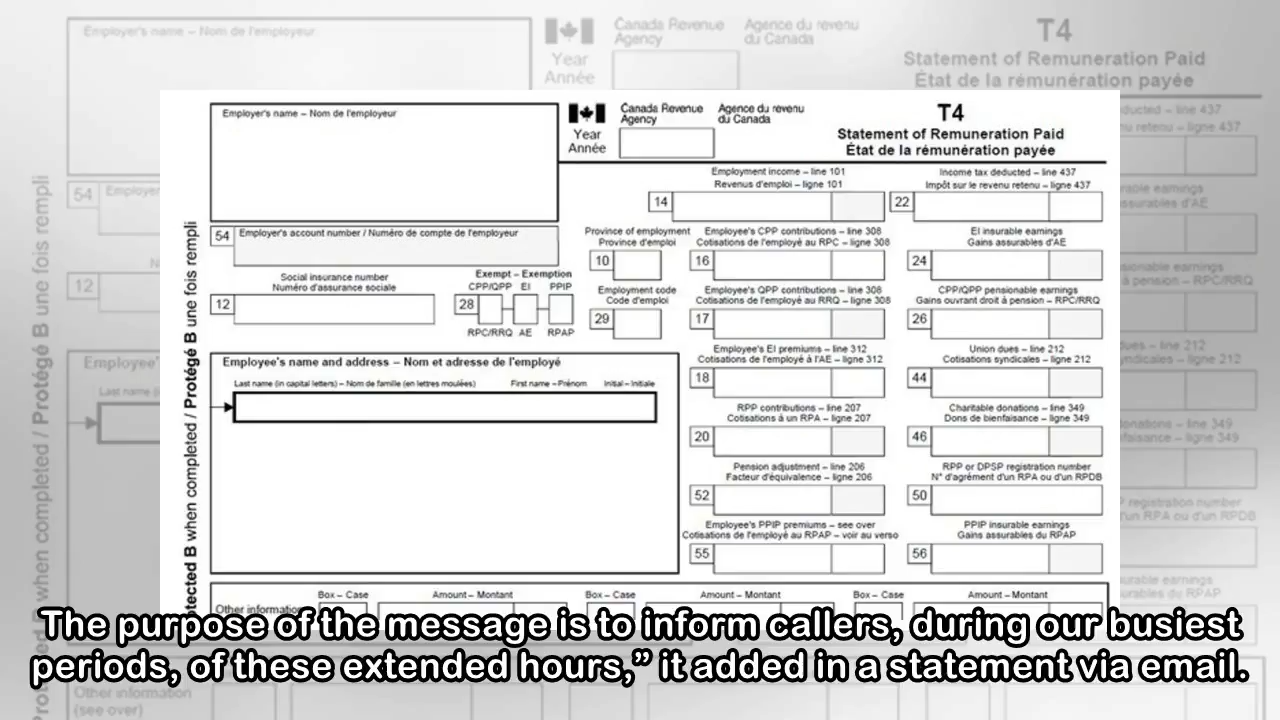 Employer's name – Nom de l'employeur
Canada Revenue
Agency
Agence du revenu
du Canada
Year
Année
T4
Statement of Remuneration Paid
État de la rémunération payée
Employment income – line 101
Revenus d'emploi – ligne 101
14
Income tax deducted – line 437
Impôt sur le revenu retenu – ligne 437
22
54
Employer's account number / Numéro de compte de l'employeur
Province of employment
Province d'emploi
10
Employee's CPP contributions – line 308
Cotisations de l'employé au RPC – ligne 308
16
EI insurable earnings
Gains assurables d'AE
24
Social insurance number
Numéro d'assurance sociale
12
Exempt – Exemption
CPP/QPP EI PPIP
28
RPC/RRQ AE RPAP
Employment code
Code d'emploi
29
Employee's QPP contributions – line 308
Cotisations de l'employé au RRQ – ligne 308
17
CPP/QPP pensionable earnings
Gains ouvrant droit à pension – RPC/RRQ
26
Employee's name and address – Nom et adresse de l'employé
Last name (in capital letters) – Nom de famille (en lettres moulées) First name – Prénom Initial – Initiale
Employee's EI premiums – line 312
Cotisations de l'employé à l'AE – ligne 312
18
Union dues – line 212
Cotisations syndicales – ligne 212
44
RPP contributions – line 207
Cotisations à un RPA – ligne 207
20
Charitable donations – line 349
Dons de bienfaisance – ligne 349
46
Pension adjustment – line 206
Facteur d'équivalence – ligne 206
52
RPP or DPSP registration number
N° d'agrément d'un RPA ou d'un RPDB
50
Employee's PPIP premiums – see over
Cotisations de l'employé au RPAP – voir au verso
55
PPIP insurable earnings
Gains assurables du RPAP
56
when completed / Protégé B une fois rempli
Box – Case Amount – Montant Box – Case Amount – Montant Box – Case Amount – Montant
Other information
(see over)
The purpose of the message is to inform callers, during our busiest
periods, of these extended hours,” it added in a statement via email.